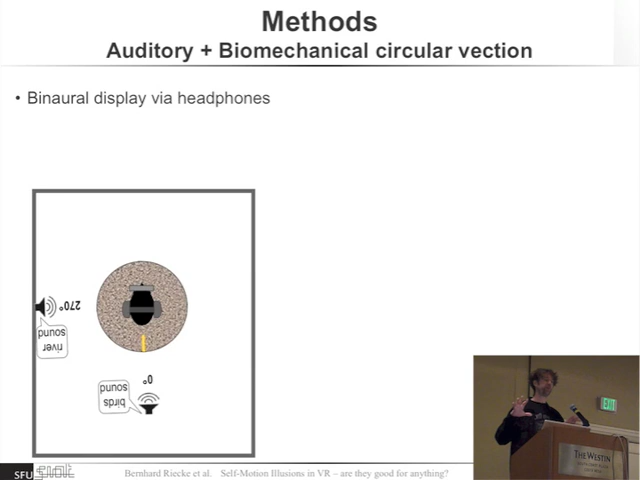 Methods
Auditory + Biomechanical circular vection
• Binaural display via headphones
270°
river
sound
0°
birds
sound
EXIT
THE WESTIN
SFU
Bernhard Riecke et al. Self-Motion Illusions in VR – are they good for anything?